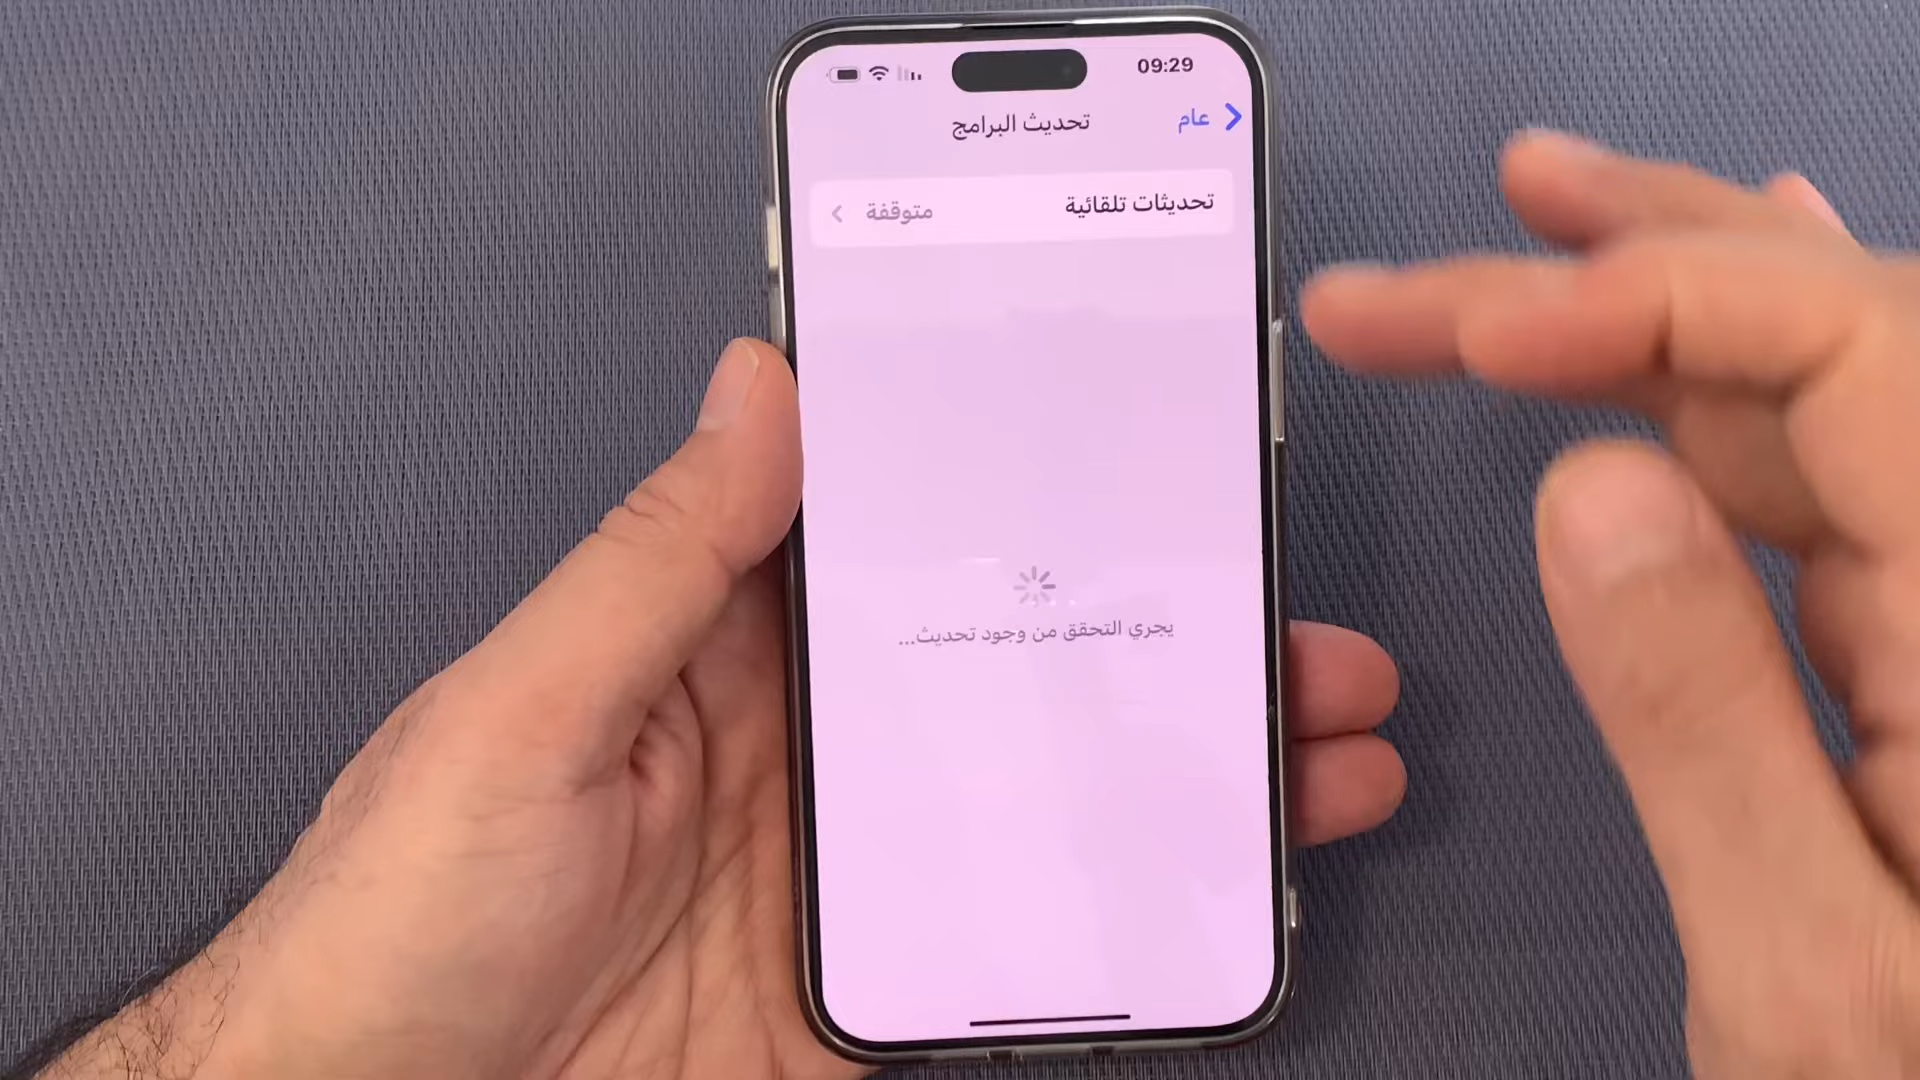 09:29
عام
تحديث البرامج
تحديثات تلقائية
متوقفة
يجري التحقق من وجود تحديث...